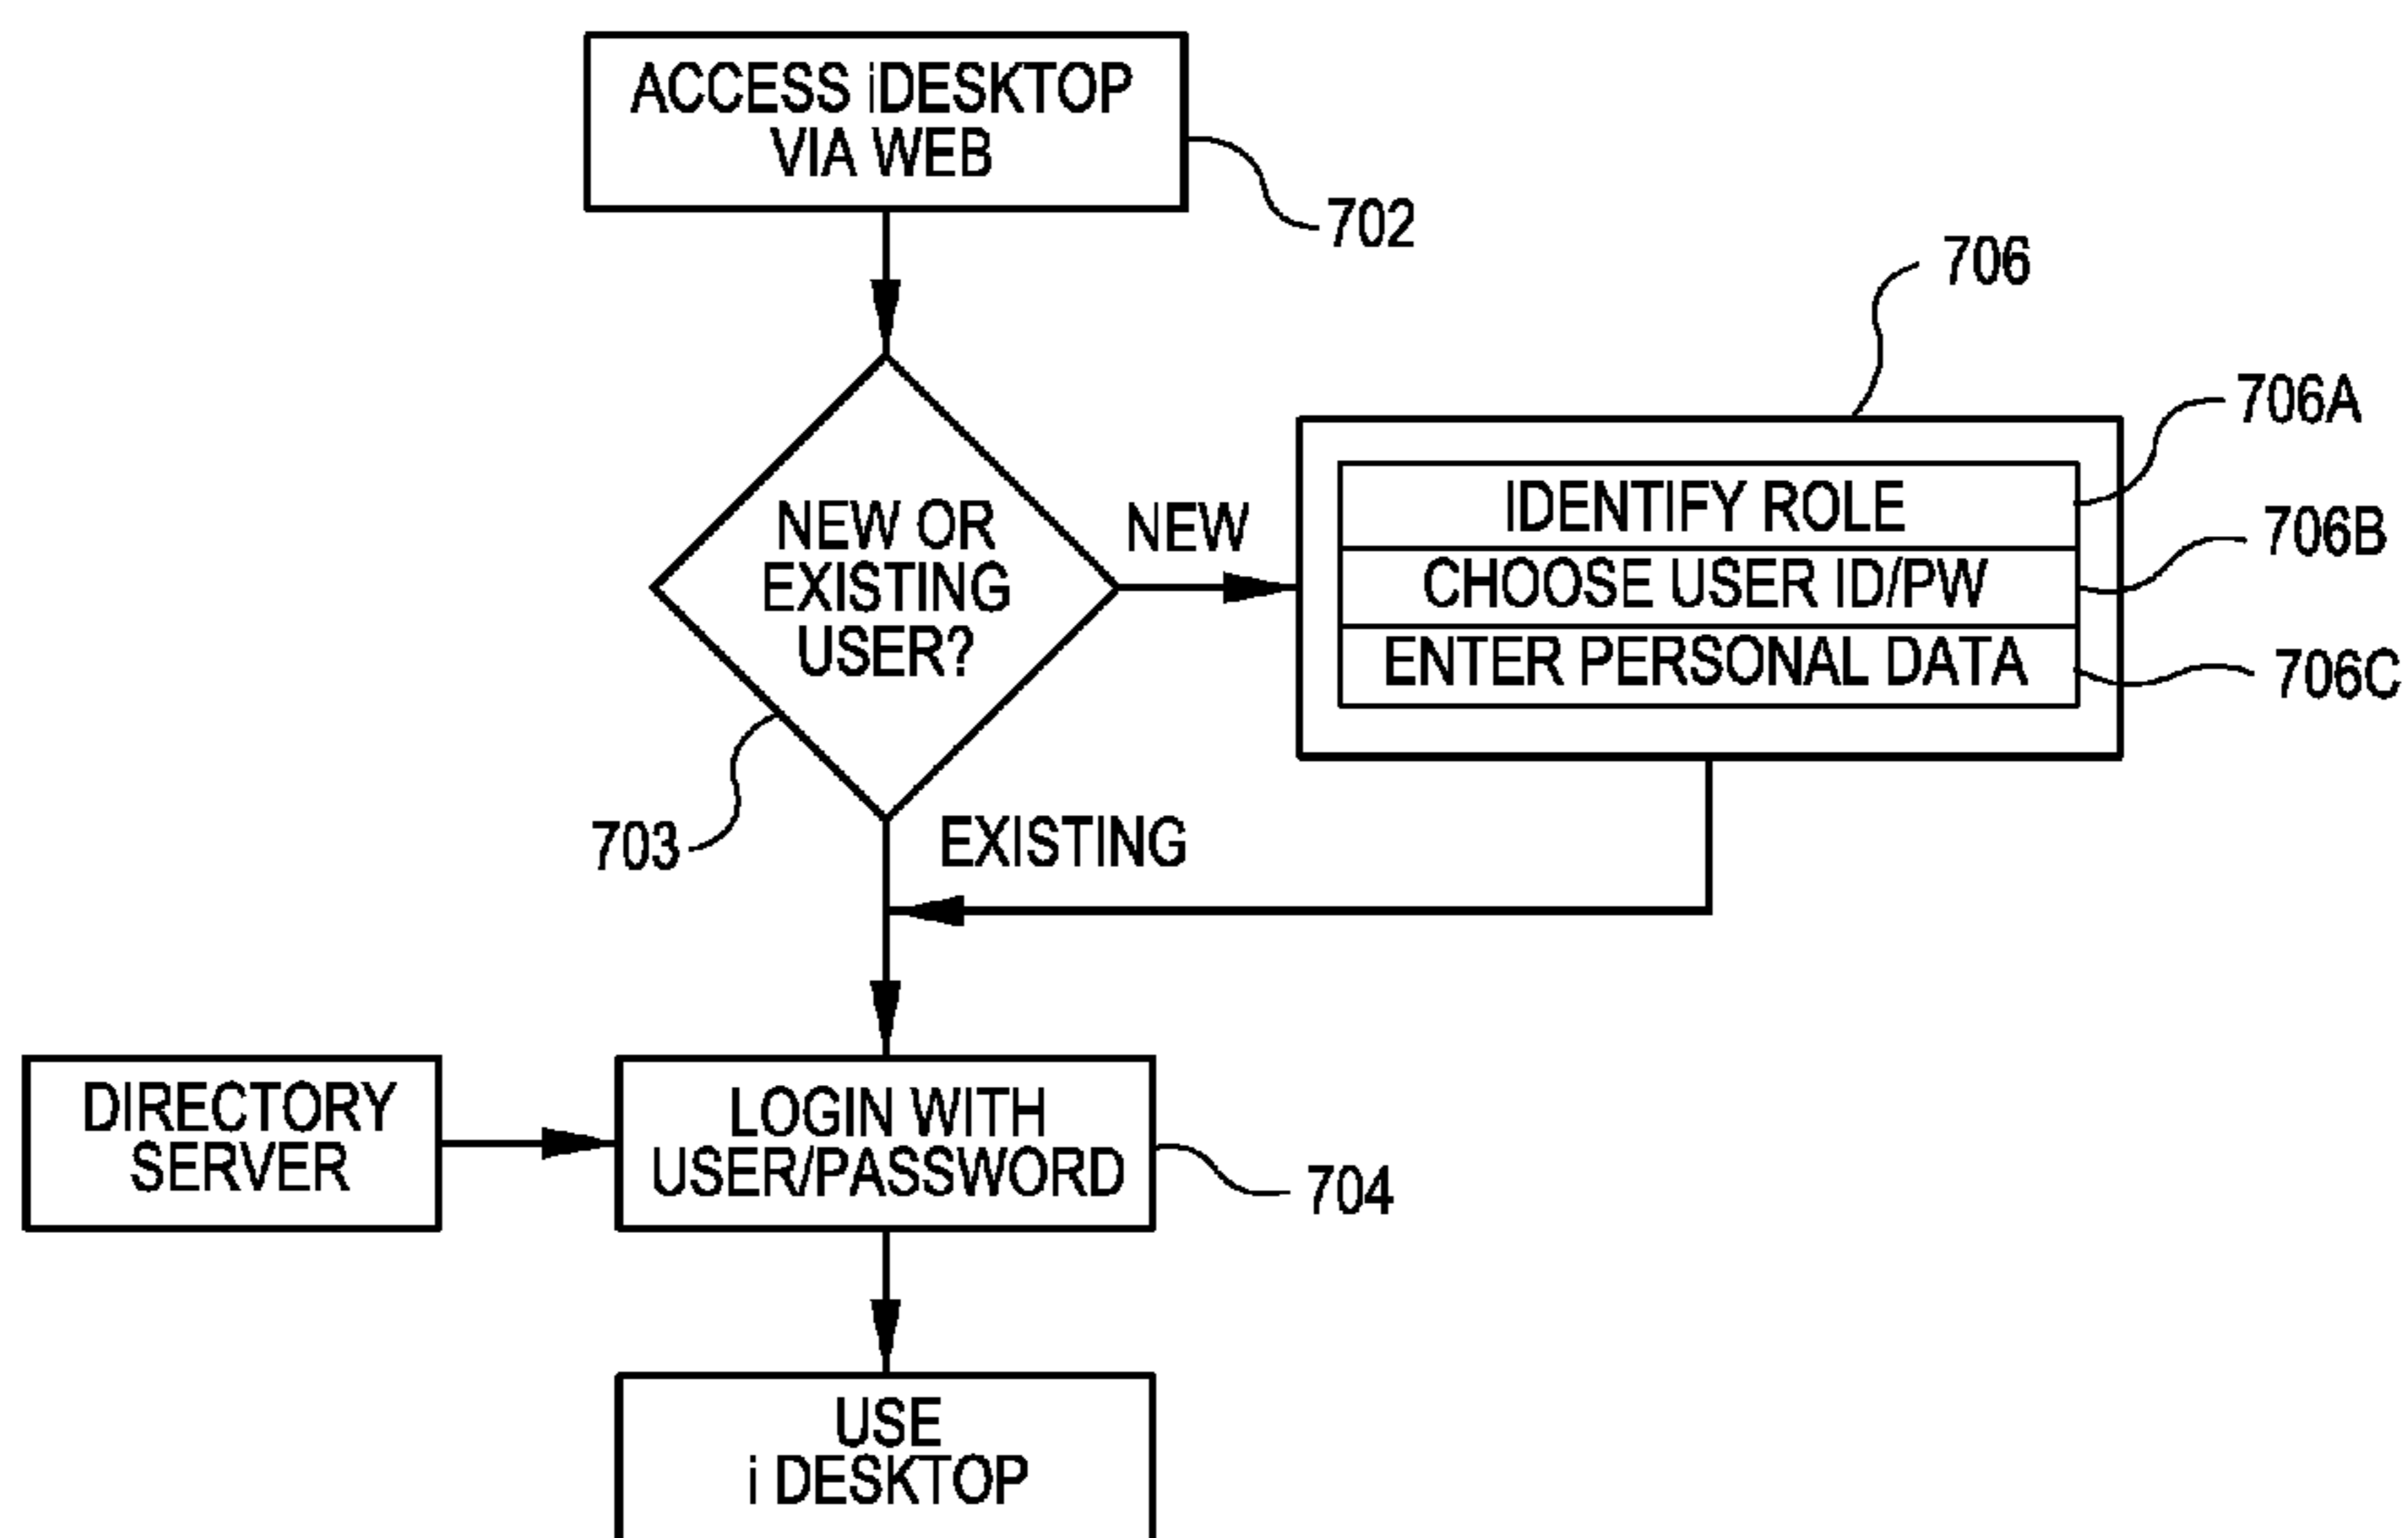 ACCESS iDESKTOP
VIA WEB
702
706
706A
IDENTIFY ROLE
NEW OR
EXISTING
USER?
NEW
706B
CHOOSE USER ID/PW
ENTER PERSONAL DATA
706C
703
EXISTING
DIRECTORY
SERVER
LOGIN WITH
USER/PASSWORD
704
USE
i DESKTOP